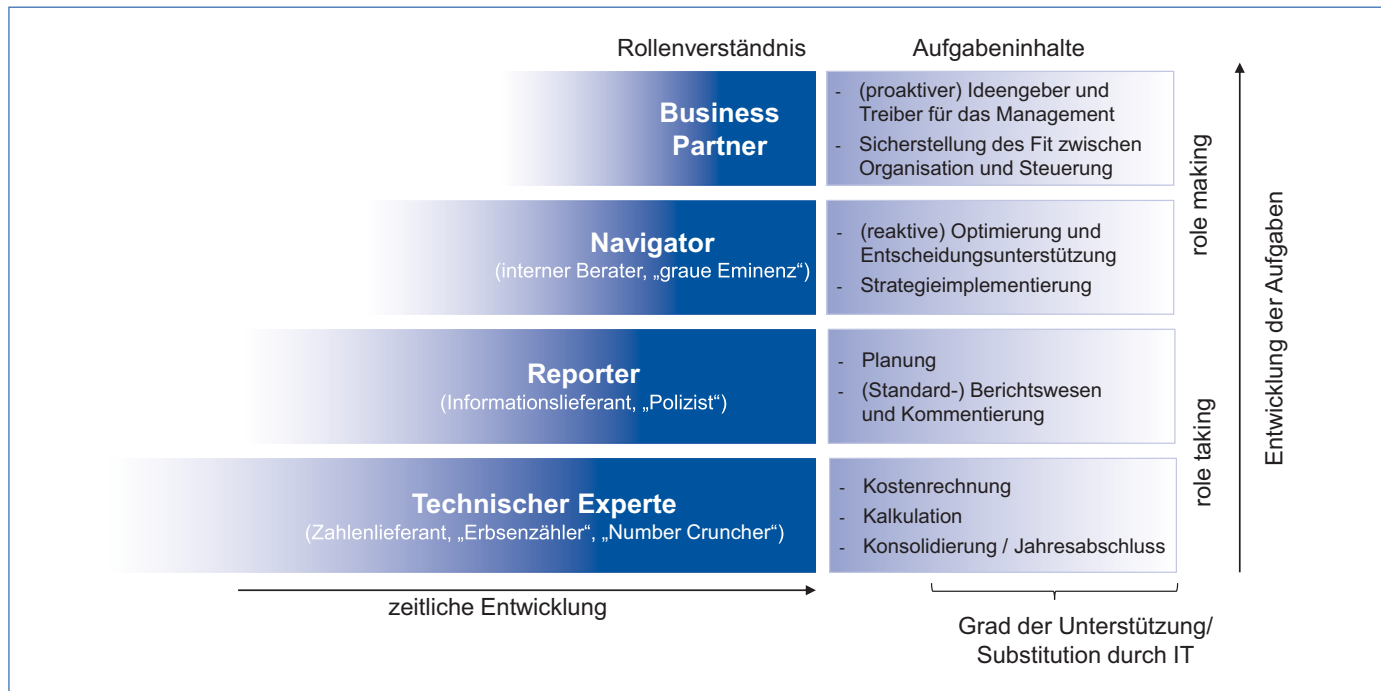 Rollenverständnis
Aufgabeninhalte
Business
Partner
- (proaktiver) Ideengeber und
Treiber für das Management
- Sicherstellung des Fit zwischen
Organisation und Steuerung
Navigator
(interner Berater, „graue Eminenz“)
- (reaktive) Optimierung und
Entscheidungsunterstützung
- Strategieimplementierung
role making
Reporter
(Informationslieferant, „Polizist“)
- Planung
- (Standard-) Berichtswesen
und Kommentierung
Technischer Experte
(Zahlenlieferant, „Erbsenzähler“, „Number Cruncher“)
- Kostenrechnung
- Kalkulation
- Konsolidierung / Jahresabschluss
role taking
Entwicklung der Aufgaben
zeitliche Entwicklung
Grad der Unterstützung/
Substitution durch IT